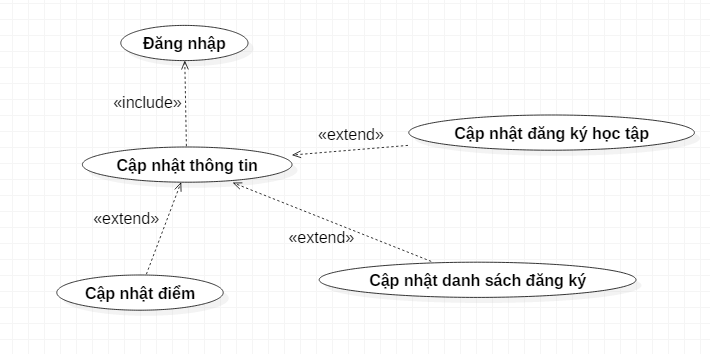 Đăng nhập
«include»
«extend»
Cập nhật đăng ký học tập
Cập nhật thông tin
«extend»
«extend»
Cập nhật danh sách đăng ký
Cập nhật điểm